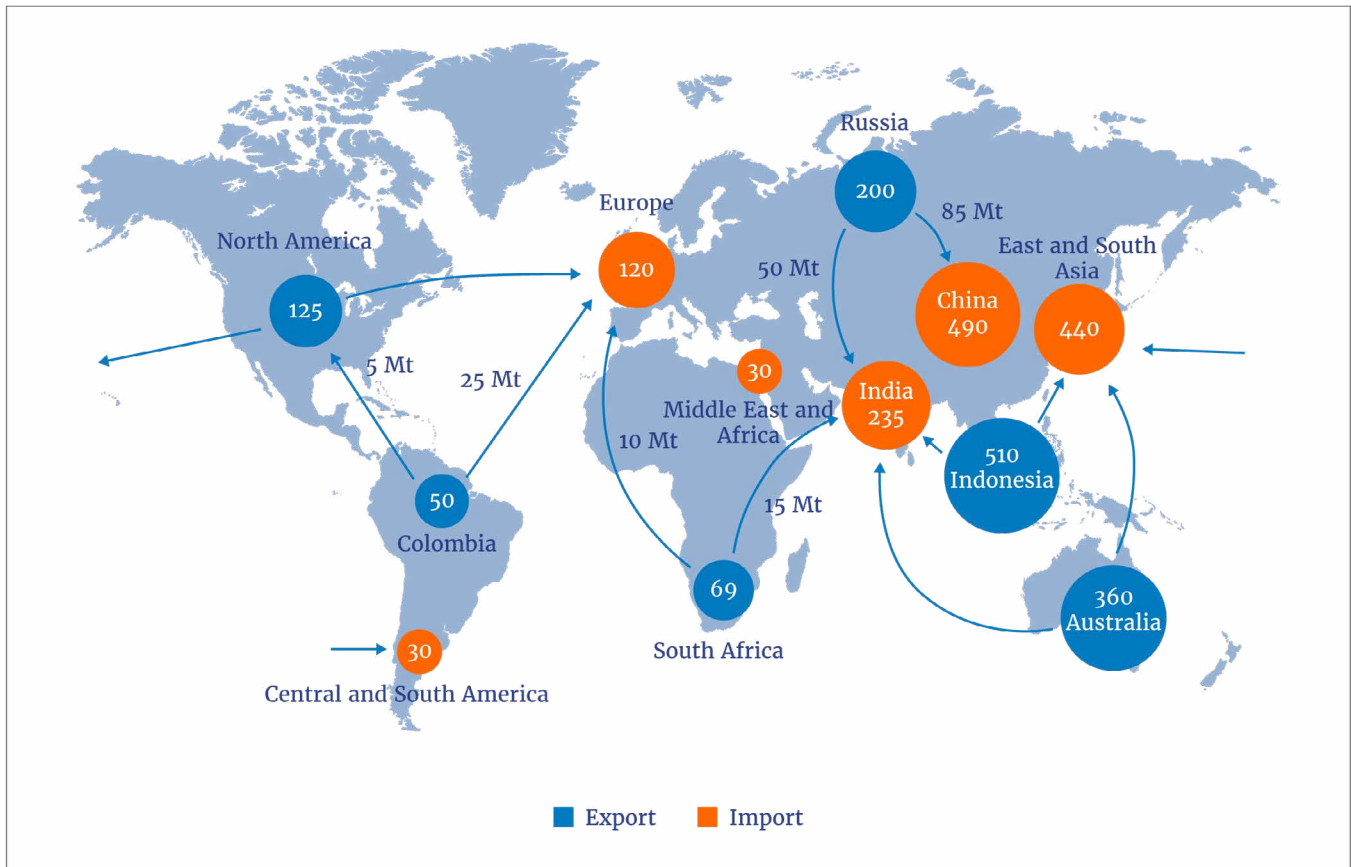 Russia
200
85 Mt
Europe
120
North America
125
50 Mt
East and South
Asia
China
490
440
5 Mt
25 Mt
30
Middle East and
Africa
India
235
10 Mt
510
Indonesia
15 Mt
50
Colombia
69
South Africa
360
Australia
30
Central and South America
Export
Import